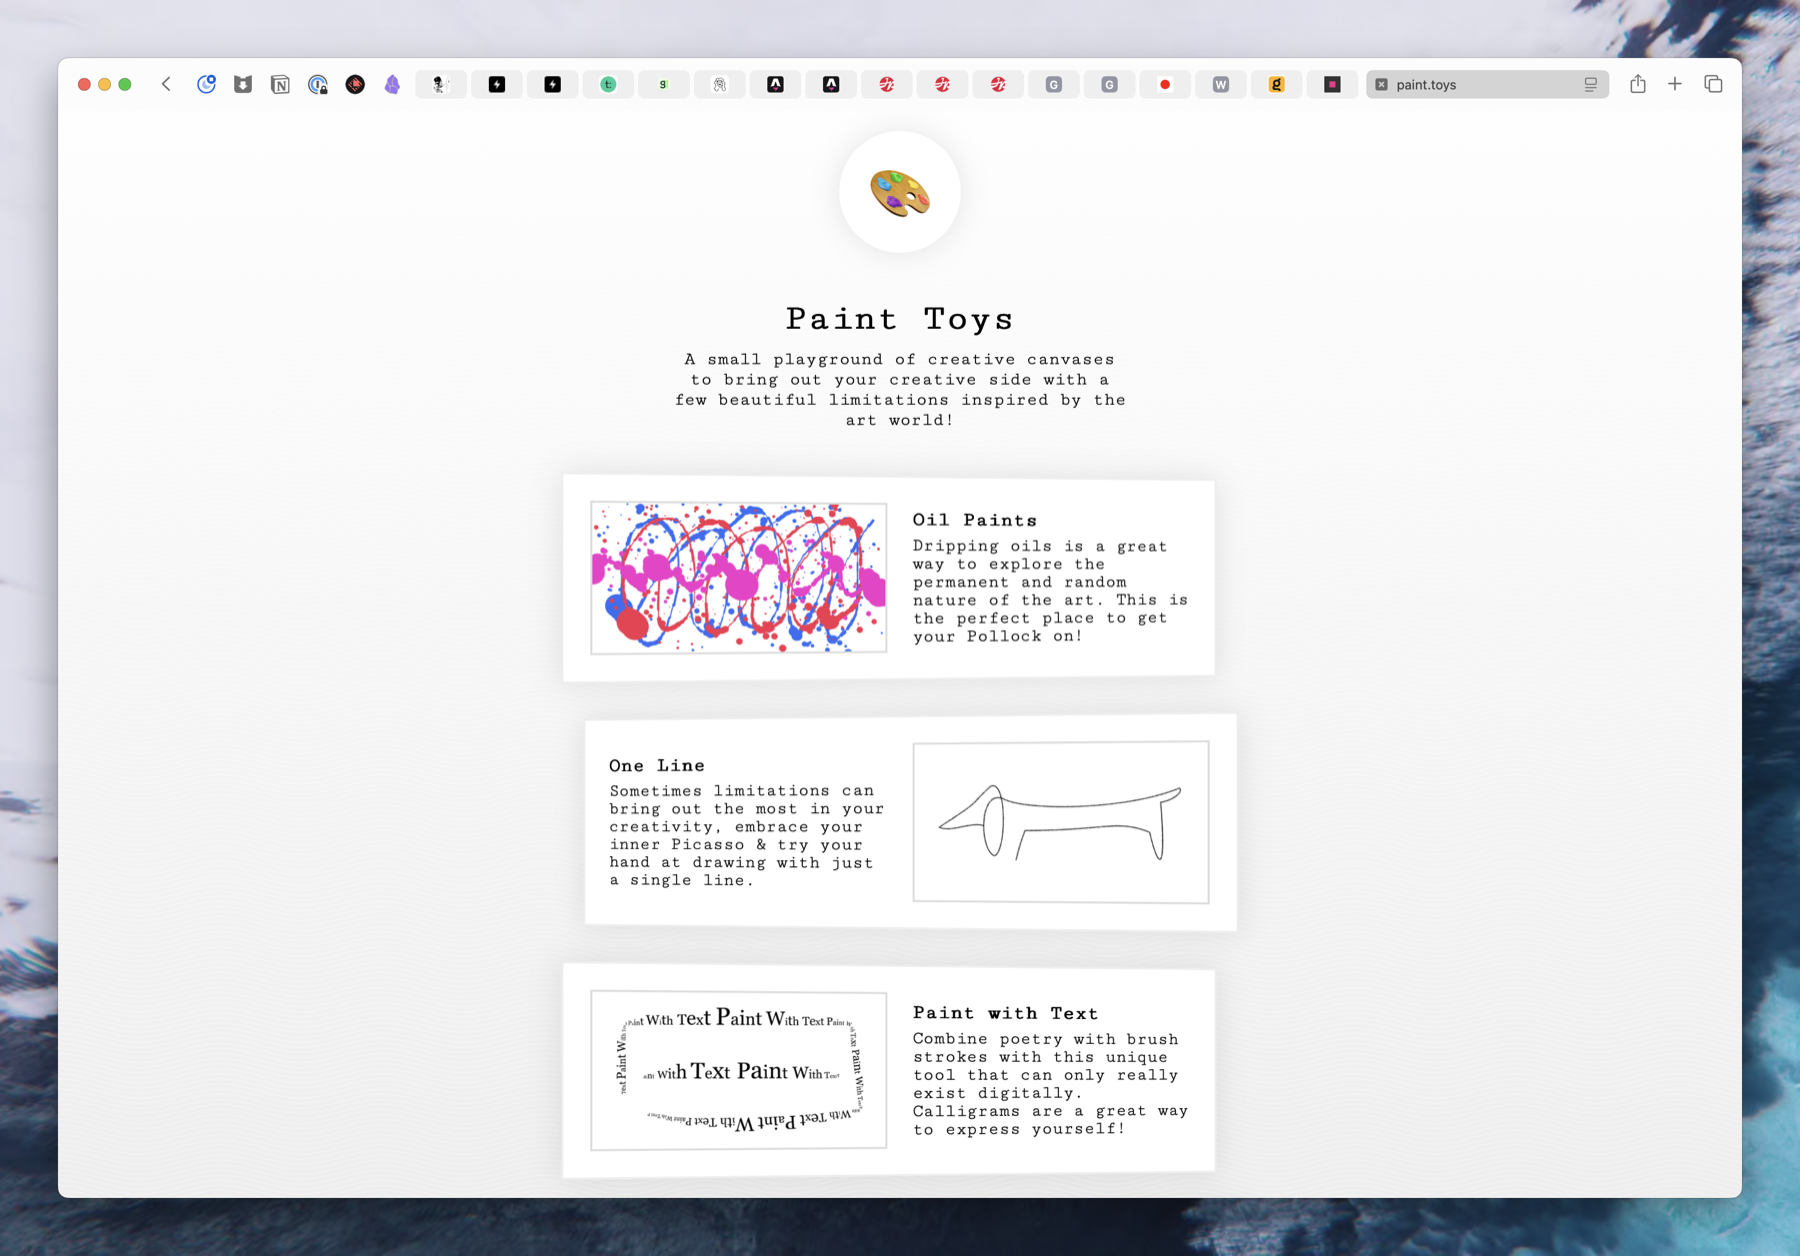 paint.toys
Paint Toys
A small playground of creative canvases
to bring out your creative side with a
few beautiful limitations inspired by the
art world!
Oil Paints
Dripping oils is a great
way to explore the
permanent and random
nature of the art. This is
the perfect place to get
your Pollock on!
One Line
Sometimes limitations can
bring out the most in your
creativity, embrace your
inner Picasso & try your
hand at drawing with just
a single line.
Paint With Text Paint With Text Paint
With Text Paint With Text
Text Paint With
Text Paint With Text
With Text Paint With Text Paint With Text
Paint with Text
Combine poetry with brush
strokes with this unique
tool that can only really
exist digitally.
Calligrams are a great way
to express yourself!